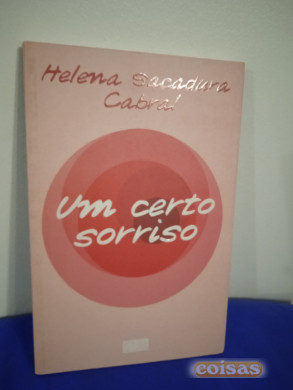 Helena Sacadura
Cabral
Um certo
sorriso
coisas